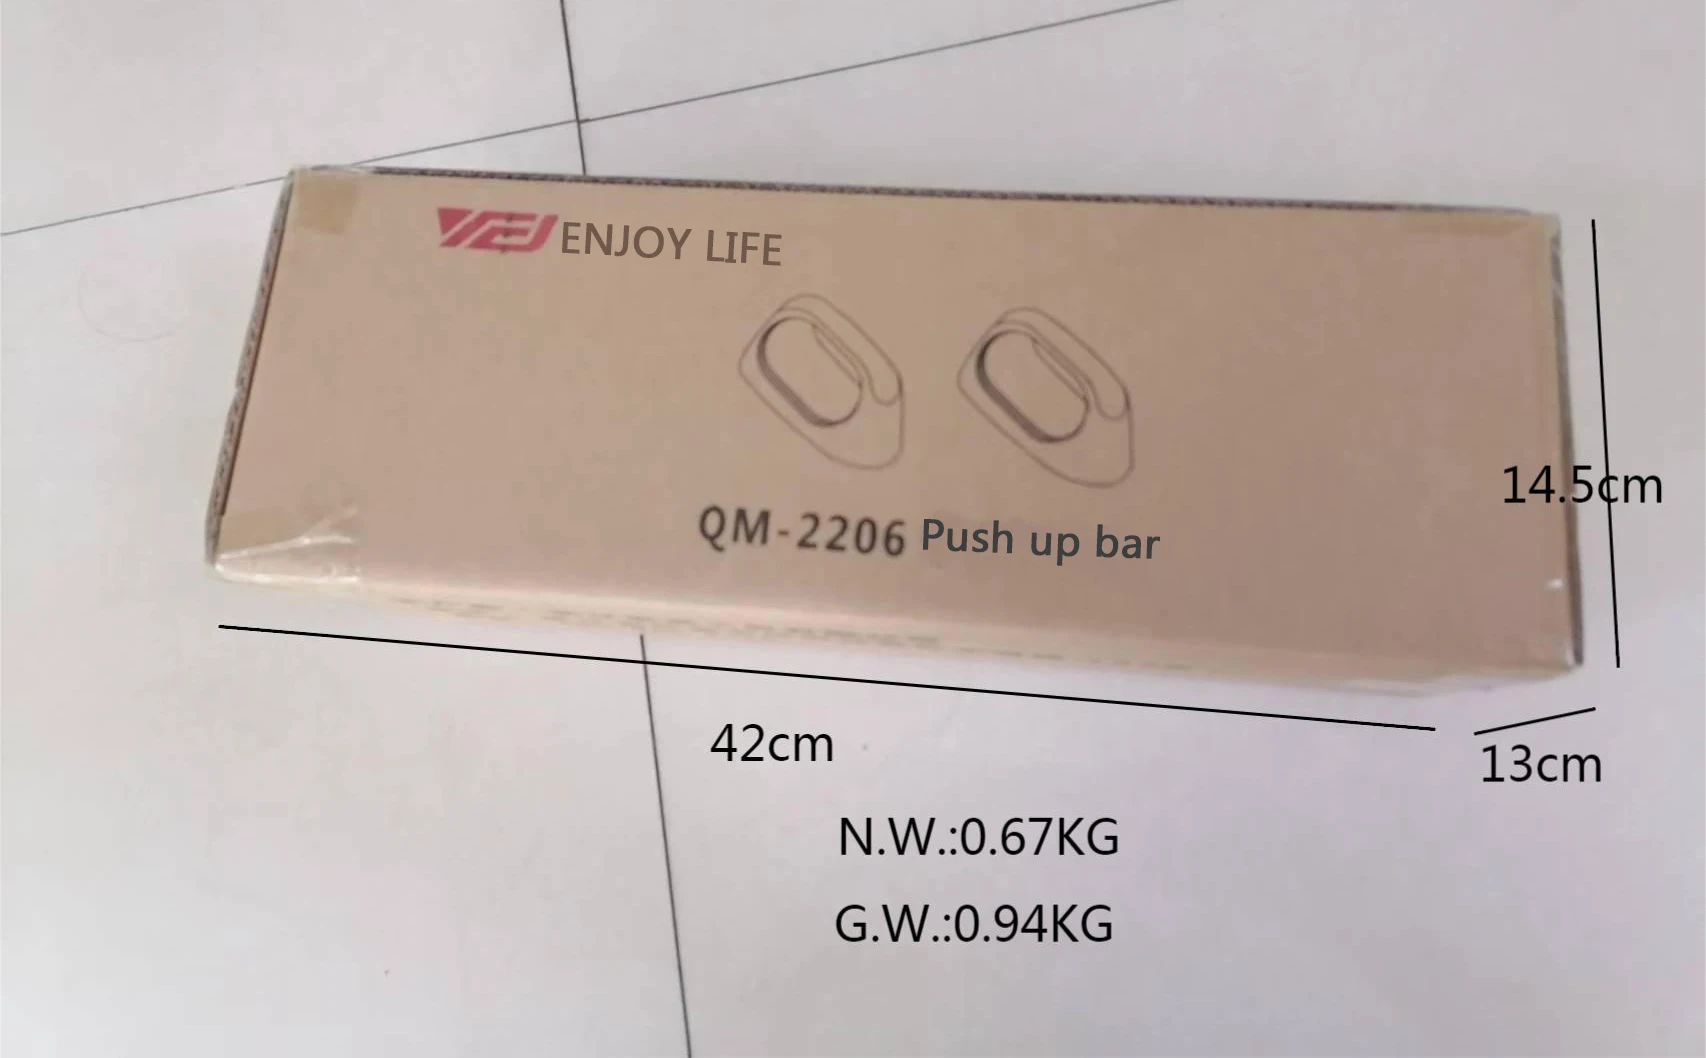 ENJOY LIFE
QM-2206 Push up bar
14.5cm
42cm
13cm
N.W.:0.67KG
G.W.:0.94KG